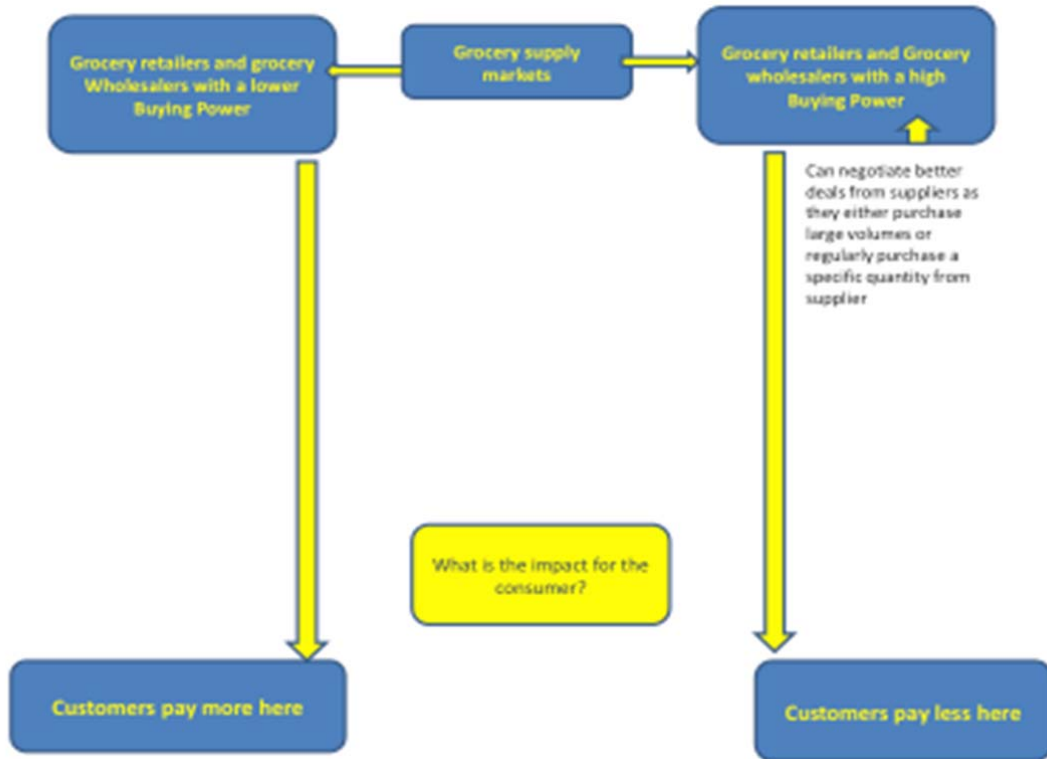 Grocery retailers and grocery
Wholesalers with a lower
Buying Power
Grocery supply
markets
Grocery retailers and Grocery
wholesalers with a high
Buying Power
Can negotiate better
deals from suppliers as
they either purchase
large volumes or
regularly purchase a
specific quantity from
supplier
What is the impact for the
consumer?
Customers pay more here
Customers pay less here